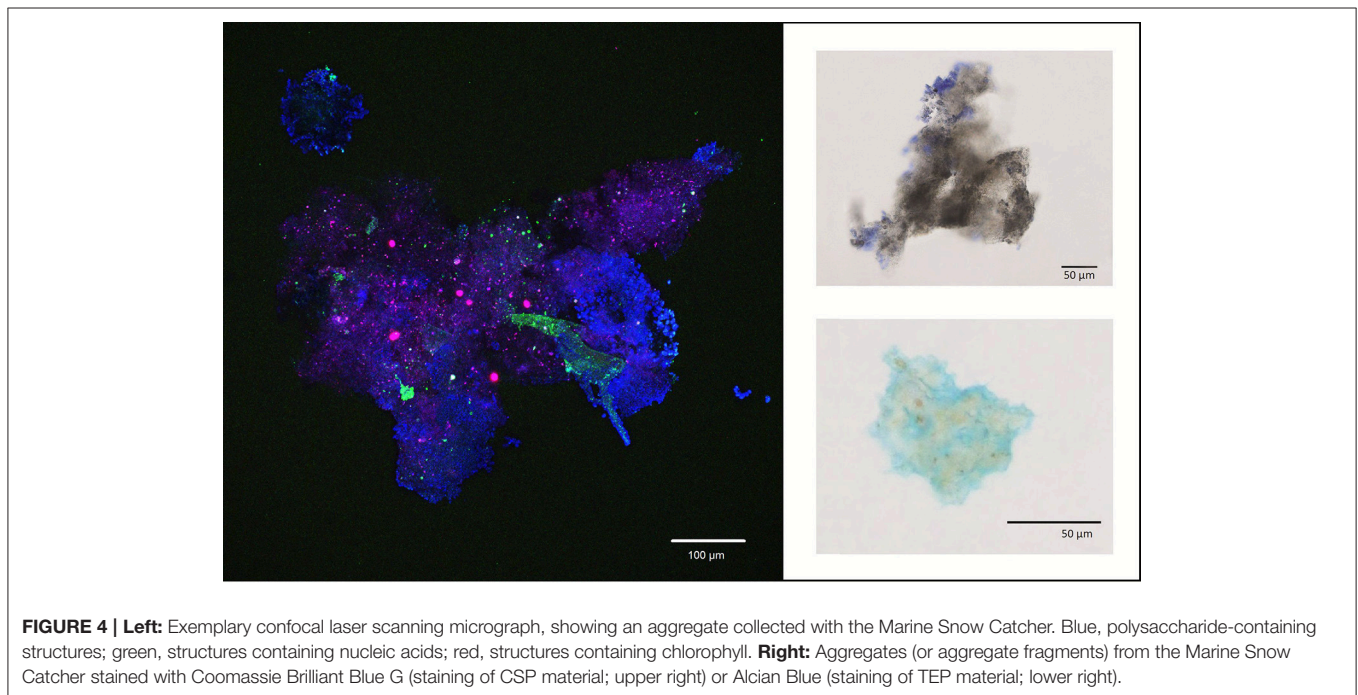 50 µm
50 µm
100 µm
FIGURE 4 | Left: Exemplary confocal laser scanning micrograph, showing an aggregate collected with the Marine Snow Catcher. Blue, polysaccharide-containing
structures; green, structures containing nucleic acids; red, structures containing chlorophyll. Right: Aggregates (or aggregate fragments) from the Marine Snow
Catcher stained with Coomassie Brilliant Blue G (staining of CSP material; upper right) or Alcian Blue (staining of TEP material; lower right).